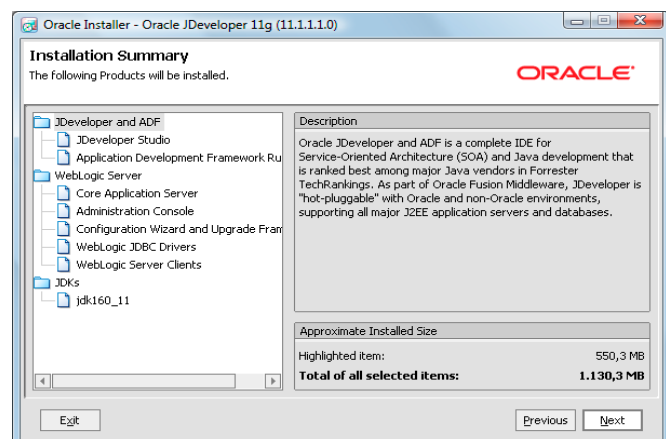 Oracle Installer - Oracle JDeveloper 11g (11.1.1.1.0)
Installation Summary
The following Products will be installed.
ORACLE
JDeveloper and ADF
JDeveloper Studio
Application Development Framework Ru
WebLogic Server
Core Application Server
Administration Console
Configuration Wizard and Upgrade Fram
WebLogic JDBC Drivers
WebLogic Server Clients
JDKs
jdk160_11
Description
Oracle JDeveloper and ADF is a complete IDE for
Service-Oriented Architecture (SOA) and Java development that
is ranked best among major Java vendors in Forrester
TechRankings. As part of Oracle Fusion Middleware, JDeveloper is
"hot-pluggable" with Oracle and non-Oracle environments,
supporting all major J2EE application servers and databases.
Approximate Installed Size
Highlighted item: 550,3 MB
Total of all selected items: 1.130,3 MB
Exit
Previous
Next